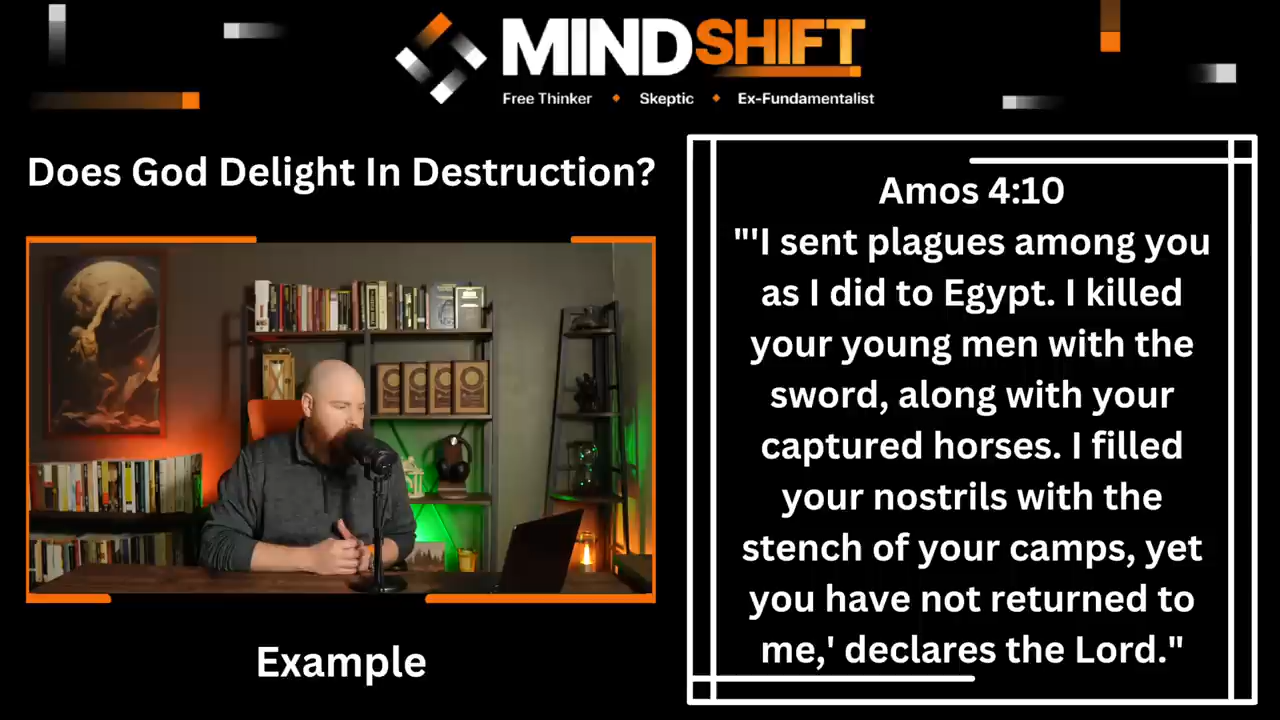 MINDSHIFT
Free Thinker ◆ Skeptic ◆ Ex-Fundamentalist
Does God Delight In Destruction?
Example
Amos 4:10
"'I sent plagues among you
as I did to Egypt. I killed
your young men with the
sword, along with your
captured horses. I filled
your nostrils with the
stench of your camps, yet
you have not returned to
me,' declares the Lord."